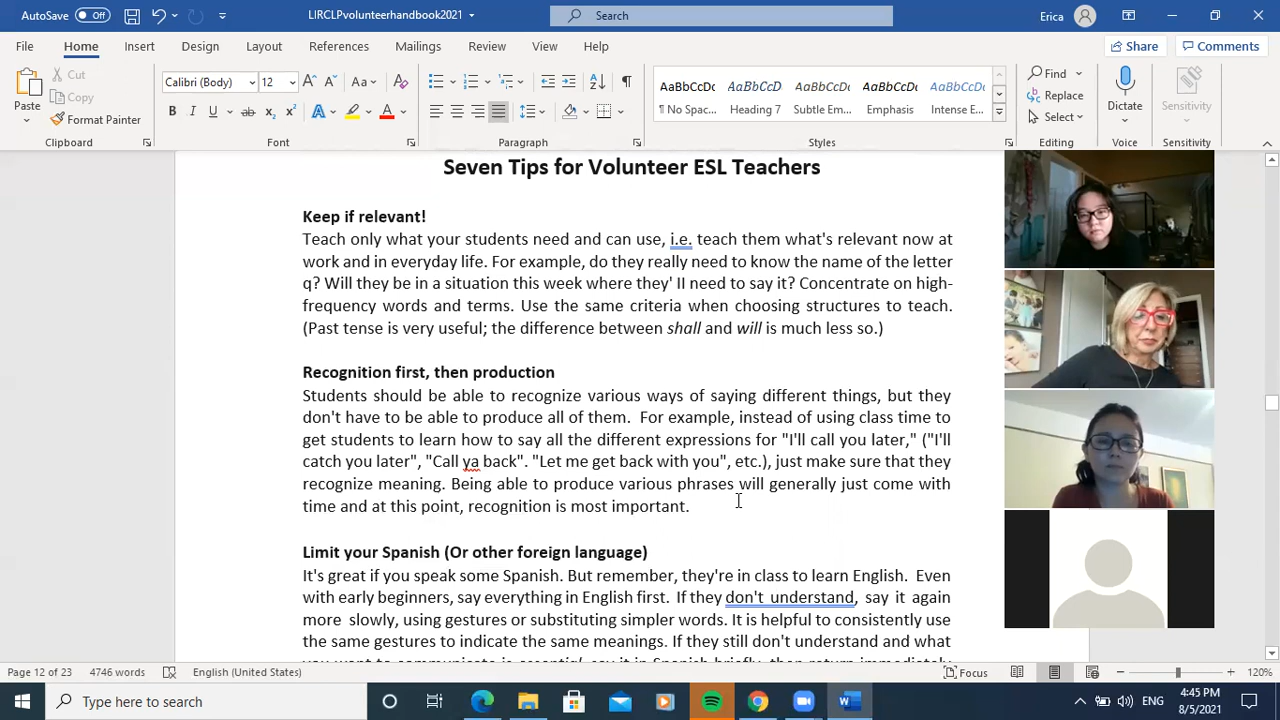 AutoSave Off
LIRCLPvolunteerhandbook2021
Search
Erica
File Home Insert Design Layout References Mailings Review View Help
Share Comments
Paste
Cut
Copy
Format Painter
Clipboard
Calibri (Body) 12
Font
Paragraph
AaBbCcDc AaBbCcD AaBbCcDc AaBbCcDc AaBbCcDc
¶ No Spac... Heading 7 Subtle Em... Emphasis Intense E...
Styles
Find
Replace
Select
Editing
Dictate
Voice
Sensitivity
Sensitivity
Seven Tips for Volunteer ESL Teachers
Keep if relevant!
Teach only what your students need and can use, i.e. teach them what's relevant now at
work and in everyday life. For example, do they really need to know the name of the letter
q? Will they be in a situation this week where they' ll need to say it? Concentrate on high-
frequency words and terms. Use the same criteria when choosing structures to teach.
(Past tense is very useful; the difference between shall and will is much less so.)
Recognition first, then production
Students should be able to recognize various ways of saying different things, but they
don't have to be able to produce all of them. For example, instead of using class time to
get students to learn how to say all the different expressions for "I'll call you later," ("I'll
catch you later", "Call ya back". "Let me get back with you", etc.), just make sure that they
recognize meaning. Being able to produce various phrases will generally just come with
time and at this point, recognition is most important.
Limit your Spanish (Or other foreign language)
It's great if you speak some Spanish. But remember, they're in class to learn English. Even
with early beginners, say everything in English first. If they don't understand, say it again
more slowly, using gestures or substituting simpler words. It is helpful to consistently use
the same gestures to indicate the same meanings. If they still don't understand and what
you want to communicate is essential, say it in Spanish briefly, then return immediately
Page 12 of 23 4746 words English (United States)
Focus
120%
Type here to search
ENG
4:45 PM
8/5/2021